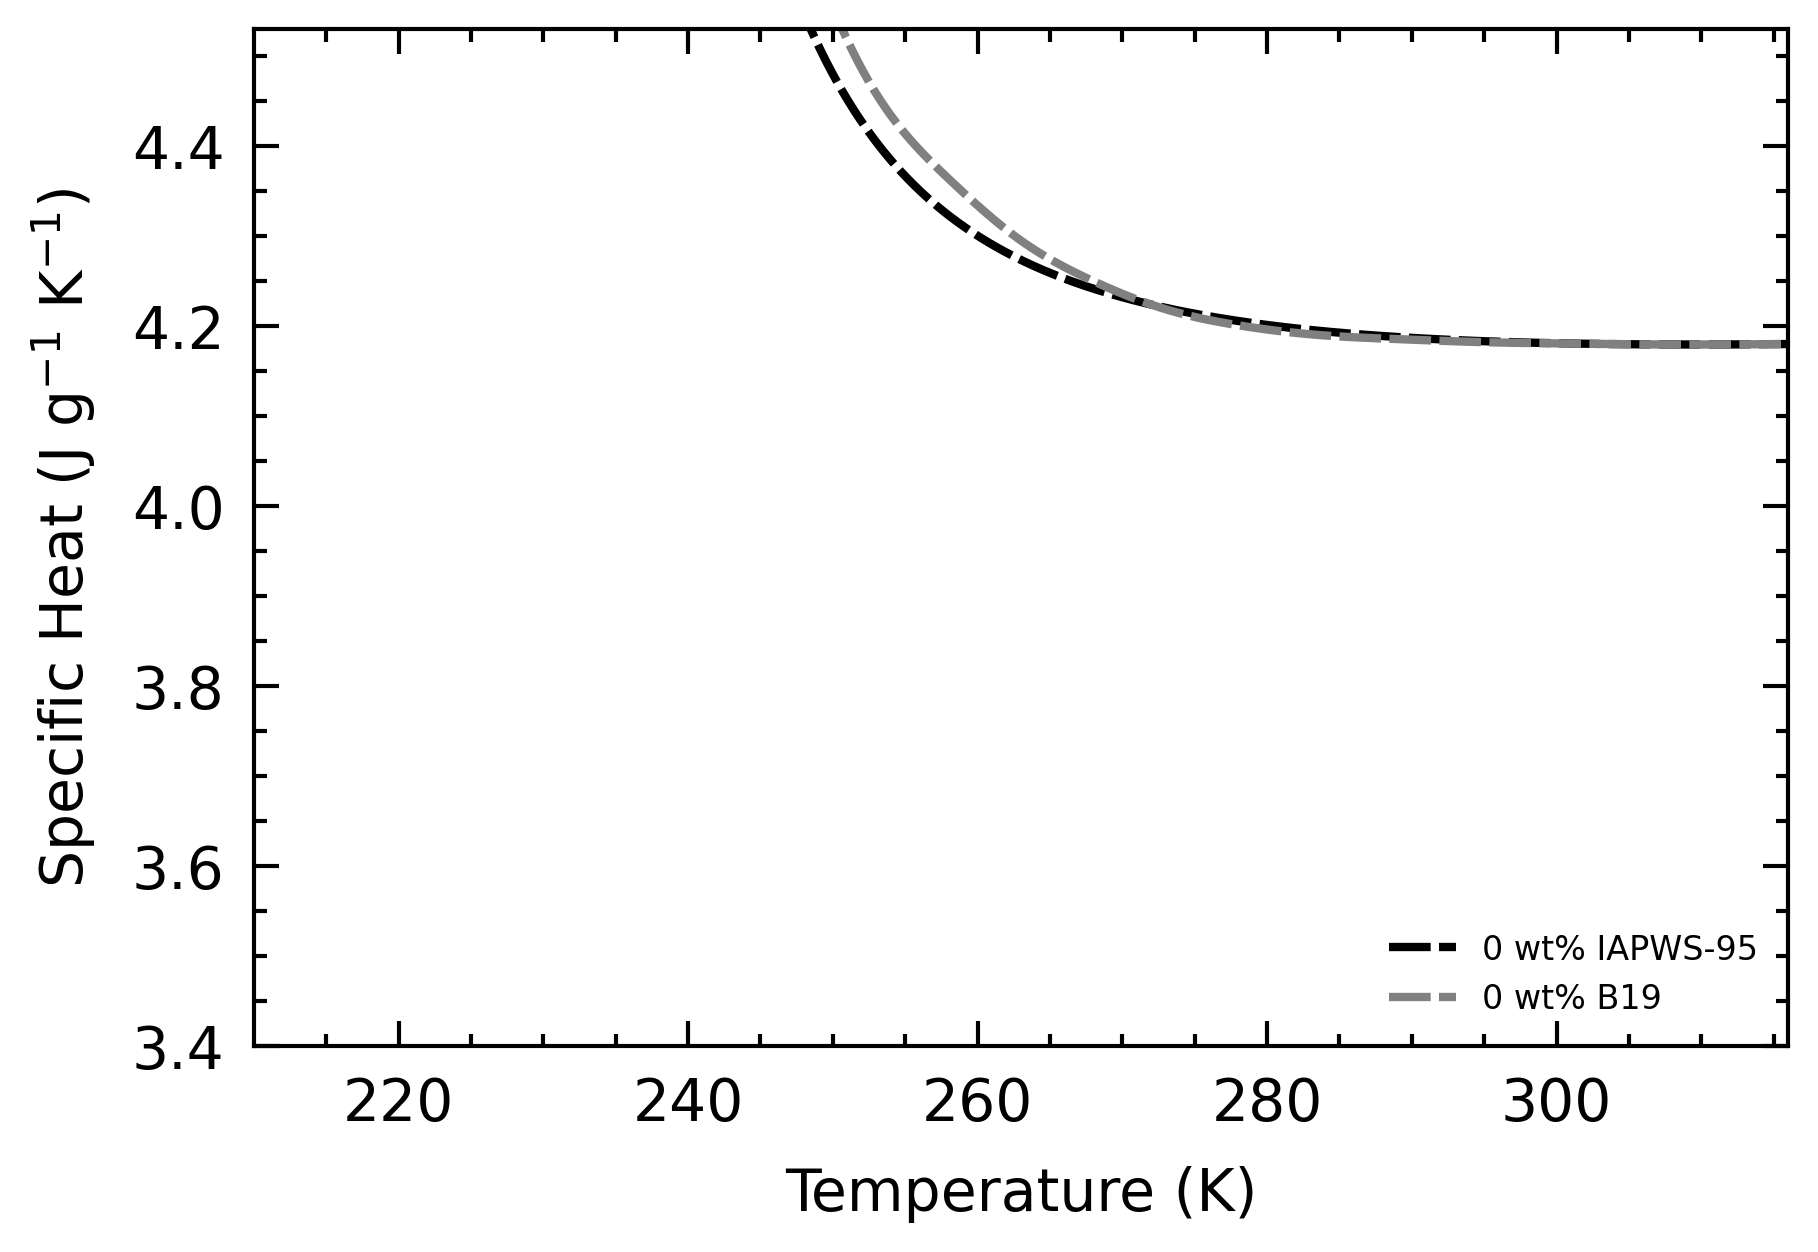 4.4
4.2
4.0
3.8
3.6
3.4
Specific Heat (J g⁻¹ K⁻¹)
0 wt% IAPWS-95
0 wt% B19
220 240 260 280 300
Temperature (K)